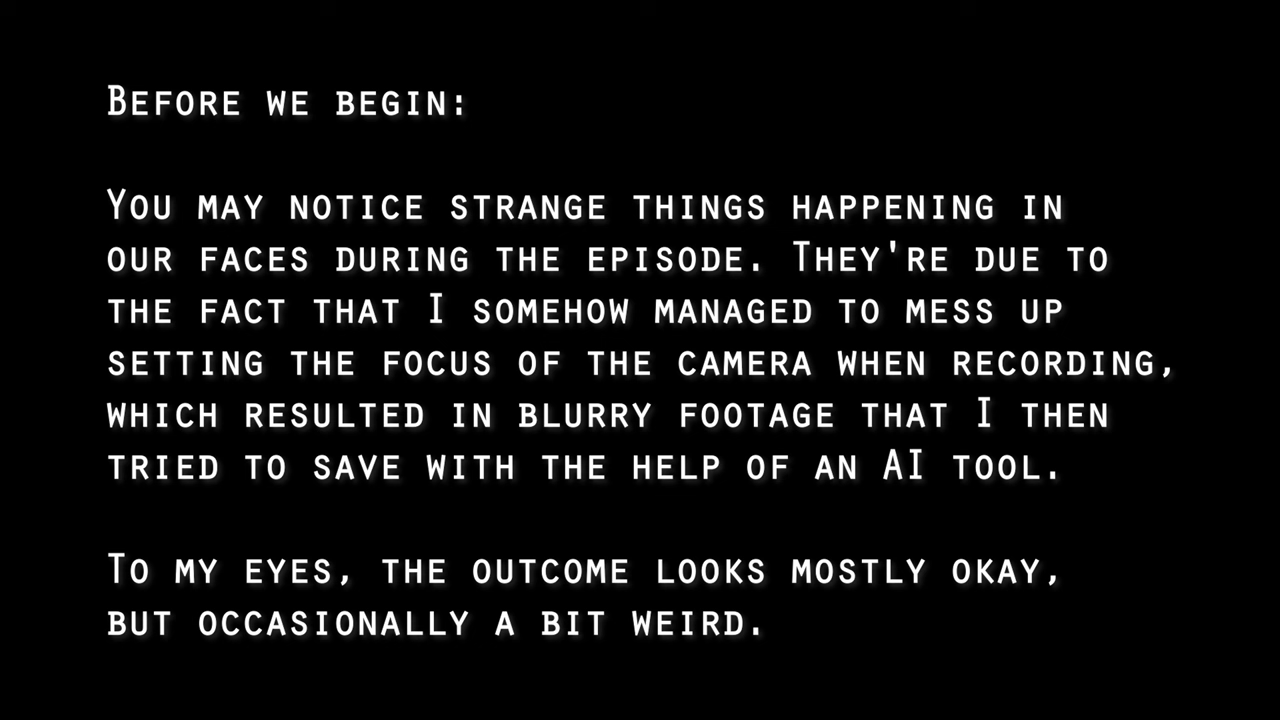 Before we begin:
You may notice strange things happening in
our faces during the episode. They're due to
the fact that I somehow managed to mess up
setting the focus of the camera when recording,
which resulted in blurry footage that I then
tried to save with the help of an AI tool.
To my eyes, the outcome looks mostly okay,
but occasionally a bit weird.